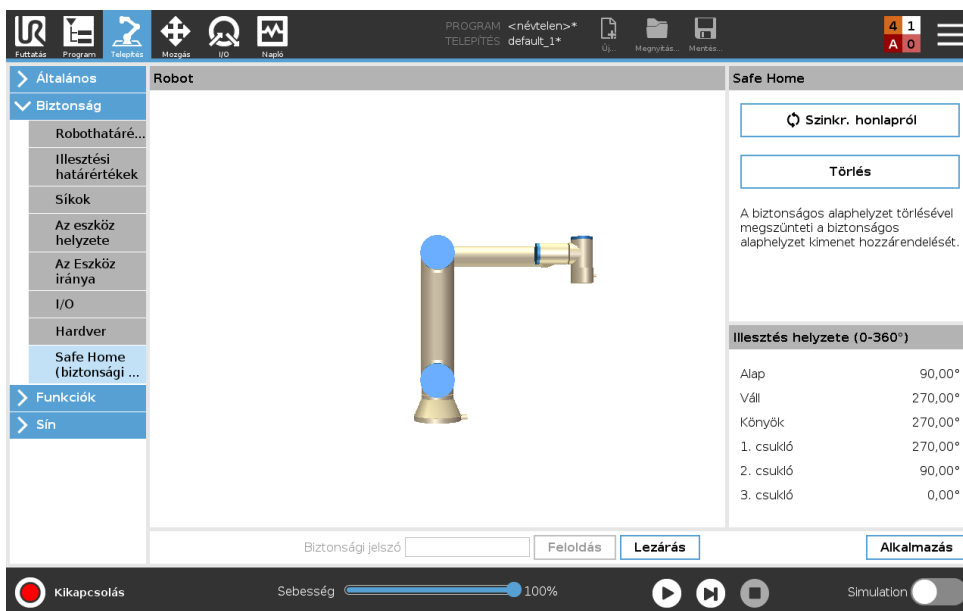 PROGRAM <névtelen>*
TELEPÍTÉS default_1*
Futtatás Program Telepítés Mozgás I/O Napló Új... Megnyitás... Mentés...
4 1
A 0
Általános
Biztonság
Robothatáré...
Illesztési
határértékek
Síkok
Az eszköz
helyzete
Az Eszköz
iránya
I/O
Hardver
Safe Home
(biztonsági ...
Funkciók
Sín
Robot
Safe Home
Szinkr. honlapról
Törlés
A biztonságos alaphelyzet törlésével
megszünteti a biztonságos
alaphelyzet kimenet hozzárendelését.
Illesztés helyzete (0-360°)
Alap 90,00°
Váll 270,00°
Könyök 270,00°
1. csukló 270,00°
2. csukló 90,00°
3. csukló 0,00°
Biztonsági jelszó Feloldás Lezárás Alkalmazás
Kikapcsolás Sebesség 100% Simulation